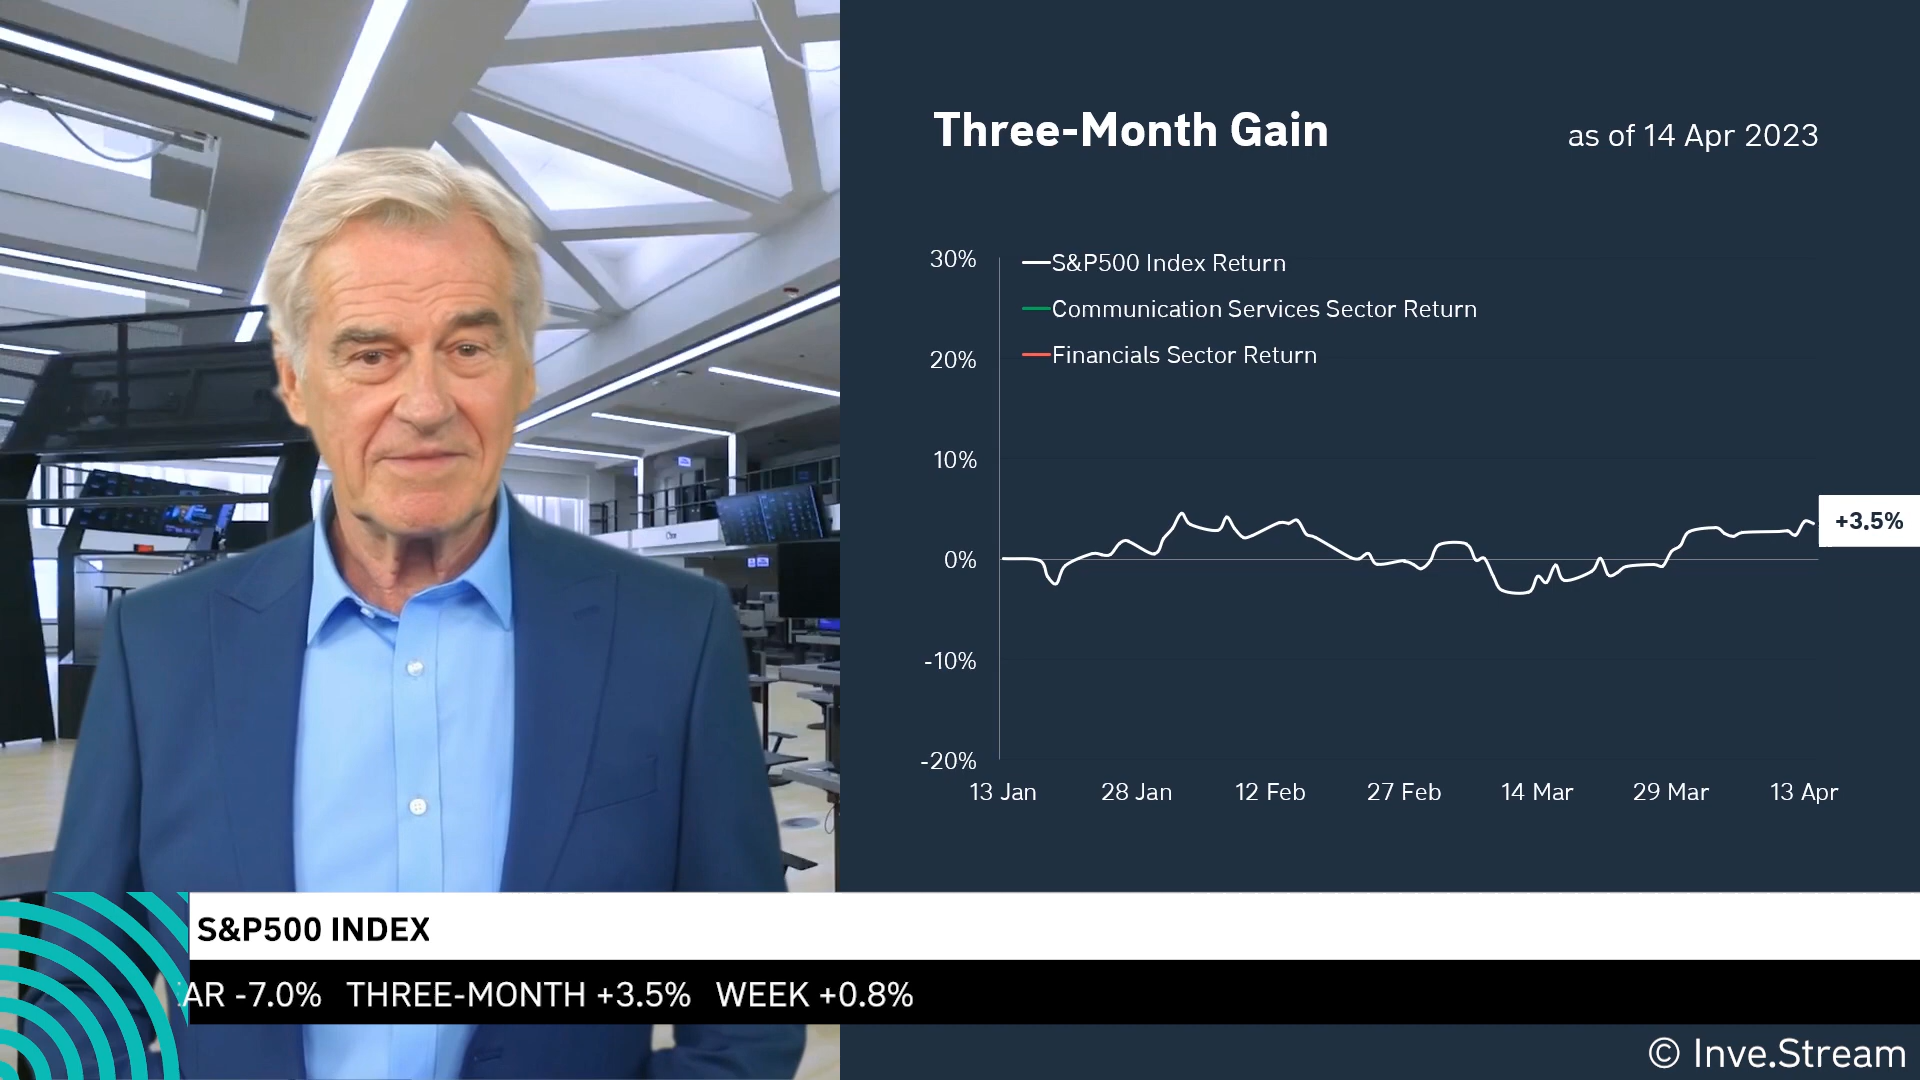 Three-Month Gain
as of 14 Apr 2023
30%
S&P500 Index Return
Communication Services Sector Return
20%
Financials Sector Return
10%
+3.5%
0%
-10%
-20%
13 Jan 28 Jan 12 Feb 27 Feb 14 Mar 29 Mar 13 Apr
S&P500 INDEX
AR -7.0% THREE-MONTH +3.5% WEEK +0.8%
© Inve.Stream